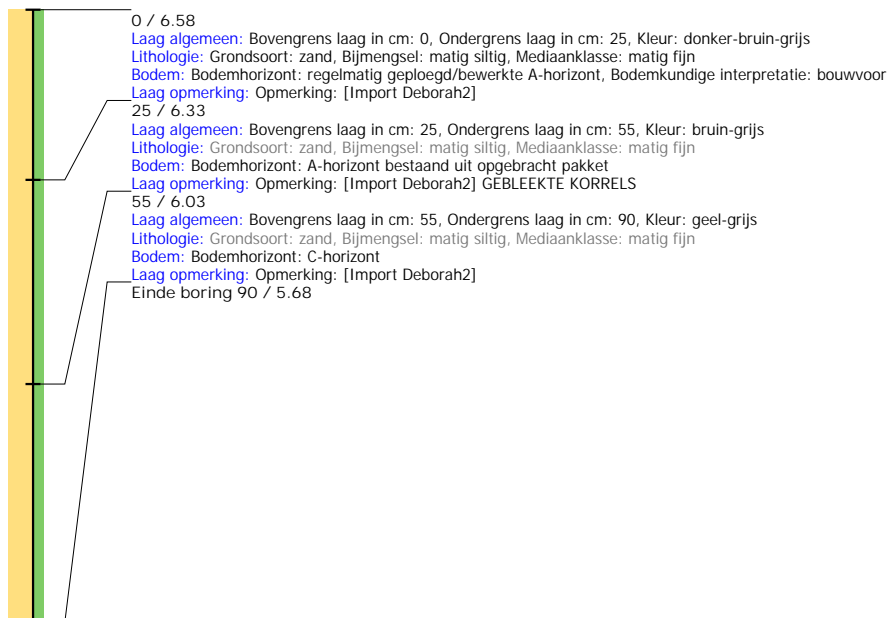 0 / 6.58
Laag algemeen: Bovengrens laag in cm: 0, Ondergrens laag in cm: 25, Kleur: donker-bruin-grijs
Lithologie: Grondsoort: zand, Bijmengsel: matig siltig, Mediaanklasse: matig fijn
Bodem: Bodemhorizont: regelmatig geploegd/bewerkte A-horizont, Bodemkundige interpretatie: bouwvoor
Laag opmerking: Opmerking: [Import Deborah2]
25 / 6.33
Laag algemeen: Bovengrens laag in cm: 25, Ondergrens laag in cm: 55, Kleur: bruin-grijs
Lithologie: Grondsoort: zand, Bijmengsel: matig siltig, Mediaanklasse: matig fijn
Bodem: Bodemhorizont: A-horizont bestaand uit opgebracht pakket
Laag opmerking: Opmerking: [Import Deborah2] GEBLEEKTE KORRELS
55 / 6.03
Laag algemeen: Bovengrens laag in cm: 55, Ondergrens laag in cm: 90, Kleur: geel-grijs
Lithologie: Grondsoort: zand, Bijmengsel: matig siltig, Mediaanklasse: matig fijn
Bodem: Bodemhorizont: C-horizont
Laag opmerking: Opmerking: [Import Deborah2]
Einde boring 90 / 5.68